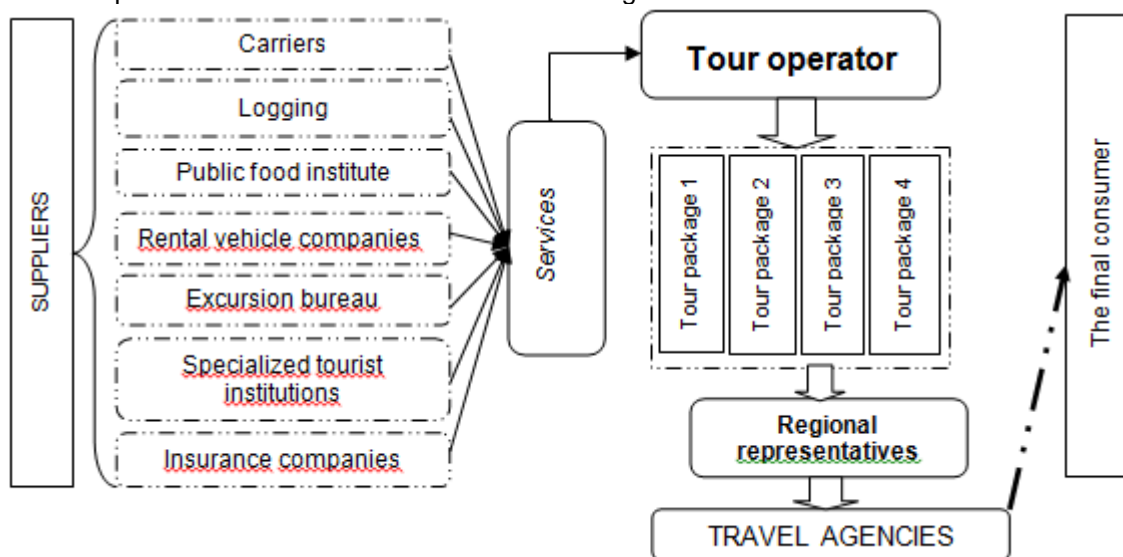 SUPPLIERS
Carriers
Logging
Public food institute
Rental vehicle companies
Excursion bureau
Specialized tourist
institutions
Insurance companies
Services
Tour operator
Tour package 1
Tour package 2
Tour package 3
Tour package 4
Regional
representatives
TRAVEL AGENCIES
The final consumer